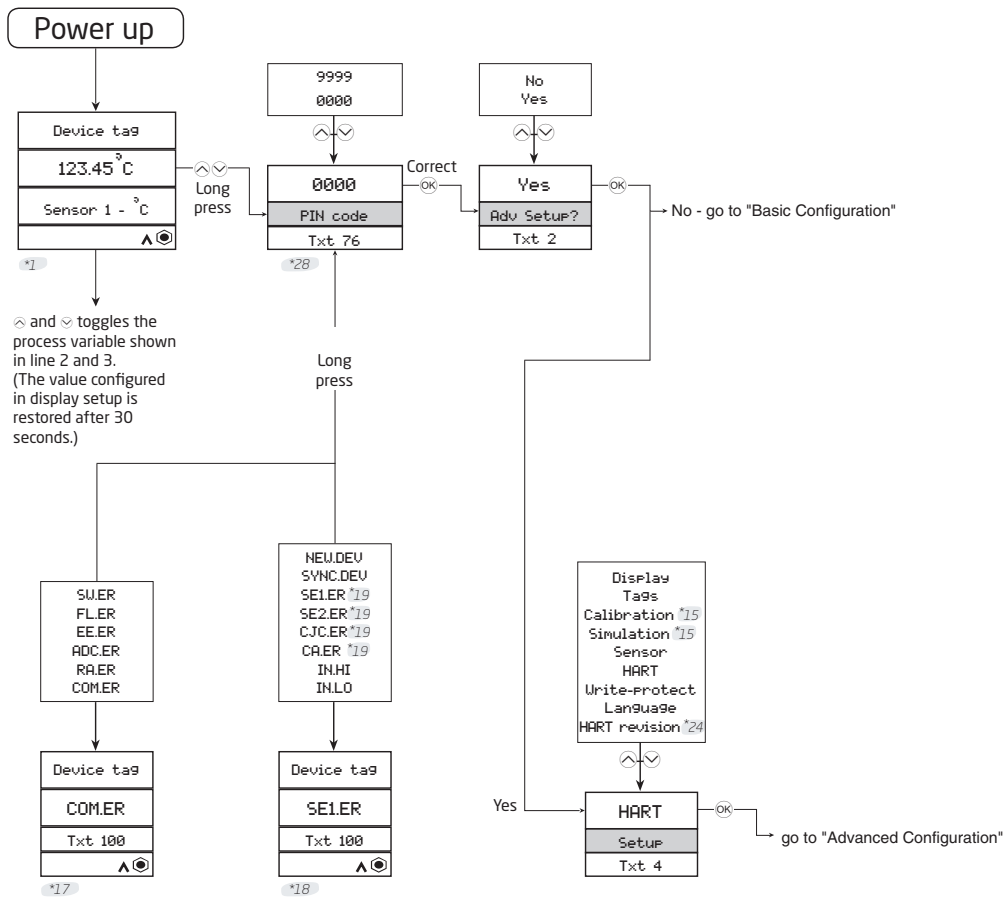 Power up
Device tag
123.45 °C
Sensor 1 - °C
*1
Long
press
and toggles the
process variable shown
in line 2 and 3.
(The value configured
in display setup is
restored after 30
seconds.)
9999
0000
0000
PIN code
Txt 76
*28
Correct
OK
No
Yes
Yes
Adv Setup?
Txt 2
OK
No - go to "Basic Configuration"
Long
press
SW.ER
FL.ER
EE.ER
ADC.ER
RA.ER
COM.ER
Device tag
COM.ER
Txt 100
*17
NEW.DEV
SYNC.DEV
SE1.ER *19
SE2.ER *19
CJC.ER *19
CA.ER *19
IN.HI
IN.LO
Device tag
SE1.ER
Txt 100
*18
Display
Tags
Calibration *15
Simulation *15
Sensor
HART
Write-protect
Language
HART revision *24
Yes
HART
Setup
Txt 4
OK
go to "Advanced Configuration"